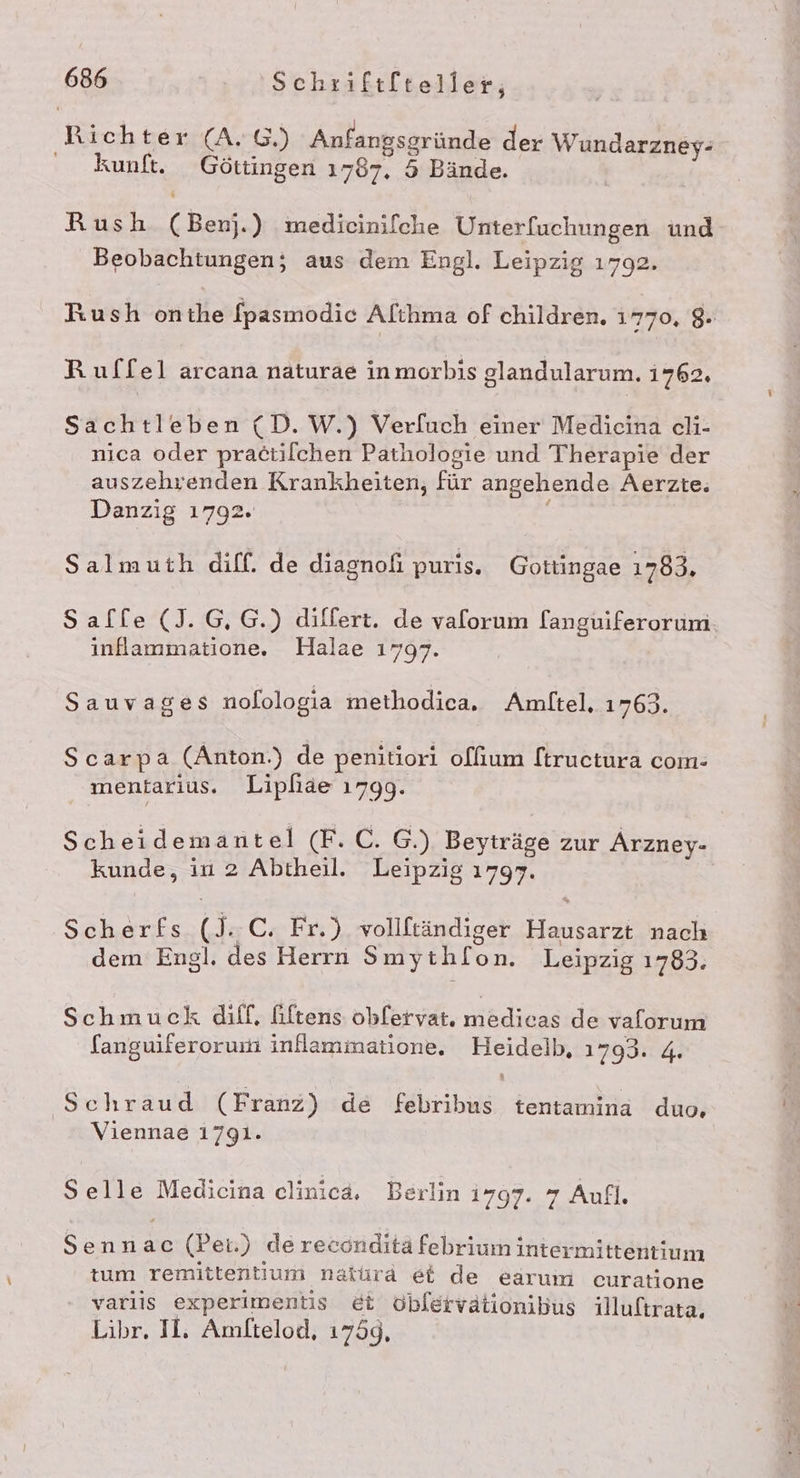 686 Schriftſteller,
Richter (A. G.) Anfangsgründe der Wundarzney-
kunſt. Göttingen 1787. 5 Bände.
Rush (Benj.) mediciniſche Unterſuchungen und
Beobachtungen; aus dem Engl. Leipzig 1792.
Rush on the ſpasmodic Aſthma of children. 1770. 8.
Ruſſel arcana naturae in morbis glandularum. 1762.
Sachtleben (D. W.) Verſuch einer Medicina cli-
nica oder practiſchen Pathologie und Therapie der
auszehrenden Krankheiten, für angehende Aerzte.
Danzig 1792.
Salmuth diſſ. de diagnoſi puris. Gottingae 1783.
Saſſe (J. G. G.) diſſert. de vaſorum ſanguiferorum
inflammatione. Halae 1797.
Sauvages noſologia methodica. Amſtel. 1763.
Scarpa (Anton.) de penitiori oſſium ſtructura com-
mentarius. Lipſiae 1799.
Scheidemantel (F. C. G.) Beyträge zur Arzney-
kunde, in 2 Abtheil. Leipzig 1797.
Scherfs (J. C. Fr.) vollſtändiger Hausarzt nach
dem Engl. des Herrn Smythſon. Leipzig 1783.
Schmuck diſſ. ſiſtens obſervat. medicas de vaſorum
ſanguiferorum inflammatione. Heidelb. 1793. 4.
Schraud (Franz) de febribus tentamina duo.
Viennae 1791.
Selle Medicina clinica. Berlin 1797. 7 Aufl.
Sennac (Pet.) de recondita febrium intermittentium
tum remittentium natura et de earum curatione
variis experimentis et obſervationibus illuſtrata.
Libr. II. Amſtelod. 1759.